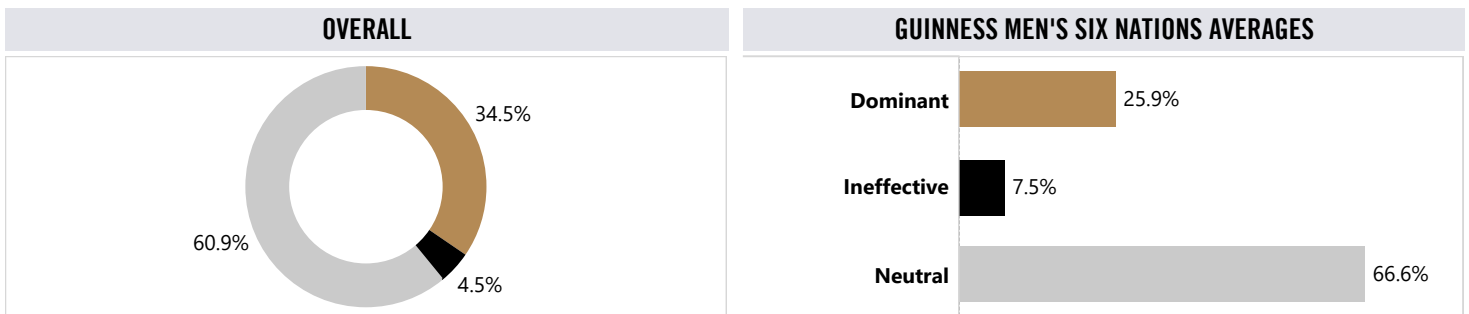 OVERALL
34.5%
60.9%
4.5%
GUINNESS MEN'S SIX NATIONS AVERAGES
Dominant 25.9%
Ineffective 7.5%
Neutral 66.6%